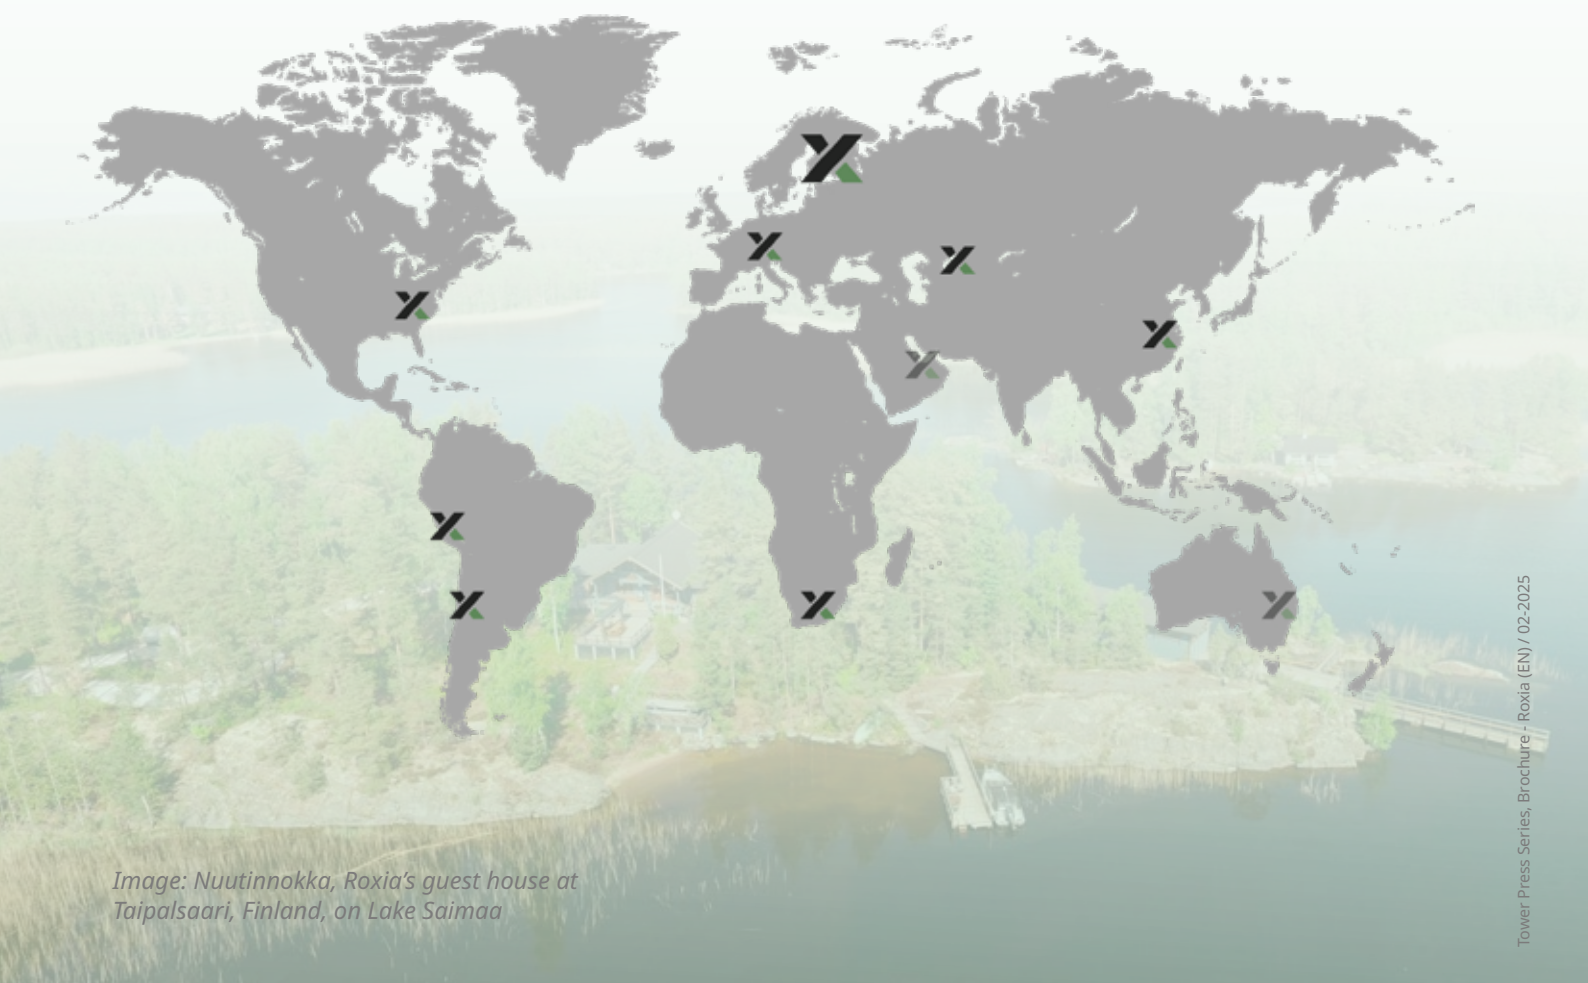 Image: Nuutinnokka, Roxia’s guest house at
Taipalsaari, Finland, on Lake Saimaa
Tower Press Series, Brochure - Roxia (EN) / 02-2025